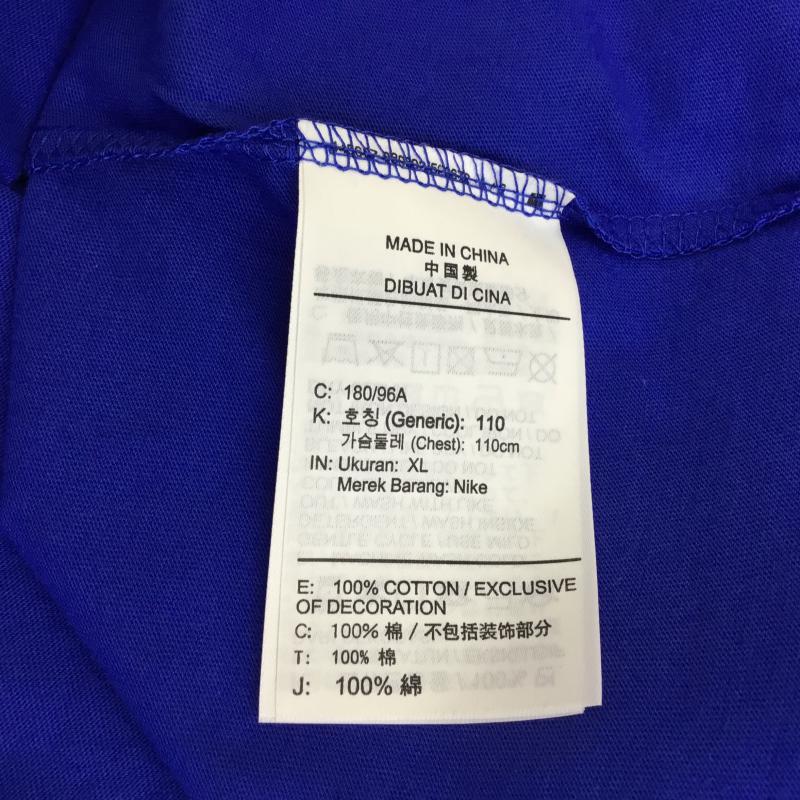 MADE IN CHINA
中国製
DIBUAT DI CINA
C: 180/96A
K: 호칭 (Generic): 110
가슴둘레 (Chest): 110cm
IN: Ukuran: XL
Merek Barang: Nike
E: 100% COTTON / EXCLUSIVE
OF DECORATION
C: 100% 棉 / 不包括装饰部分
T: 100% 棉
J: 100% 綿